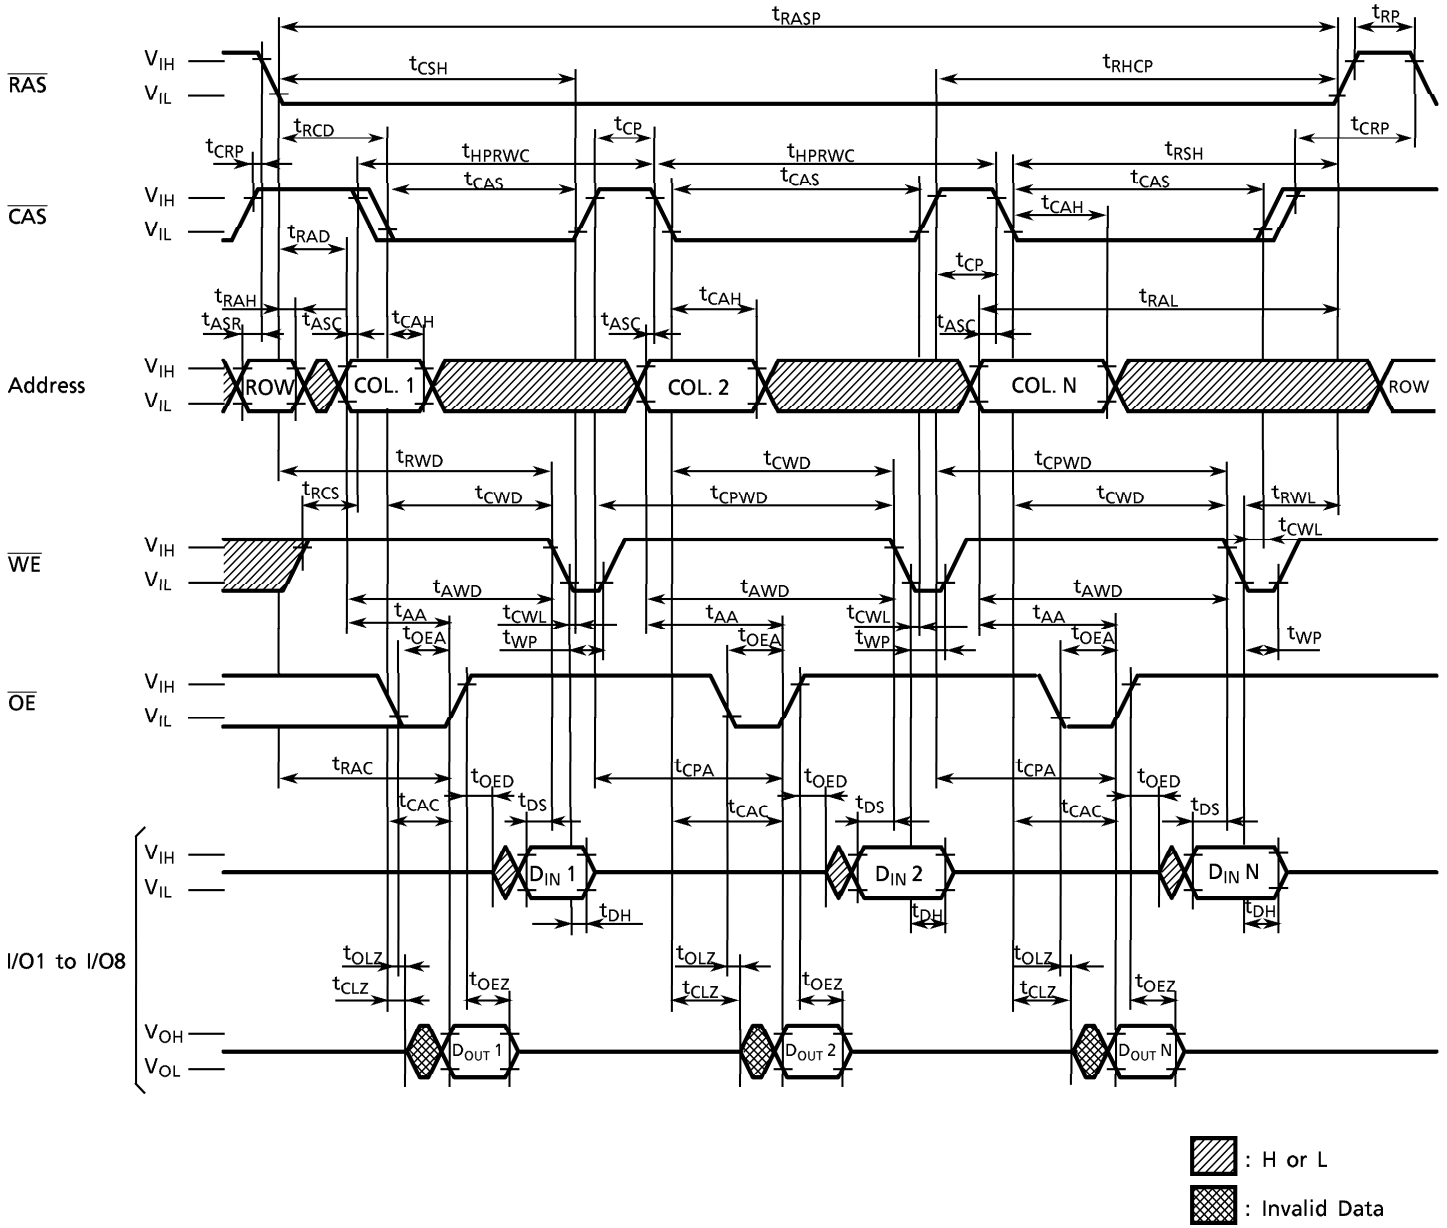 tRASP tRP
RAS VIH tCSH tRHCP
VIL
tRCD tCP tCRP
tCRP tHPRWC tHPRWC tRSH
CAS VIH tCAS tCAS tCAS
VIL tCAH
tRAD
tCP
tRAH tCAH tRAL
tASR tASC tCAH tASC tASC
Address VIH ROW COL. 1 COL. 2 COL. N ROW
VIL
tRWD tCWD tCPWD
tRCS tCWD tCPWD tCWD tRWL
tCWL
WE VIH
VIL
tAWD tAWD tAWD
tAA tCWL tAA tCWL tAA
tOEA tWP tOEA tWP tOEA tWP
OE VIH
VIL
tRAC tCPA tCPA
tOED tOED tOED
tCAC tDS tCAC tDS tCAC tDS
VIH DIN 1 DIN 2 DIN N
VIL
tDH tDH tDH
I/O1 to I/O8 tOLZ tOLZ tOLZ
tCLZ tOEZ tCLZ tOEZ tCLZ tOEZ
VOH DOUT 1 DOUT 2 DOUT N
VOL
: H or L
: Invalid Data